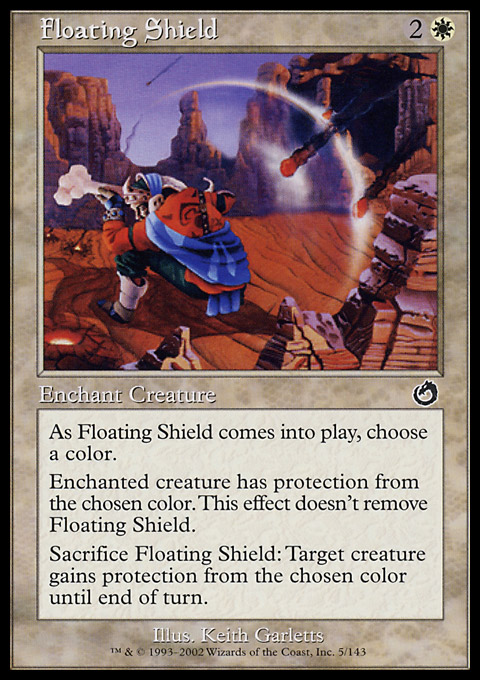 Floating Shield 2
Enchant Creature
As Floating Shield comes into play, choose
a color.
Enchanted creature has protection from
the chosen color. This effect doesn't remove
Floating Shield.
Sacrifice Floating Shield: Target creature
gains protection from the chosen color
until end of turn.
Illus. Keith Garletts
™ & © 1993–2002 Wizards of the Coast, Inc. 5/143